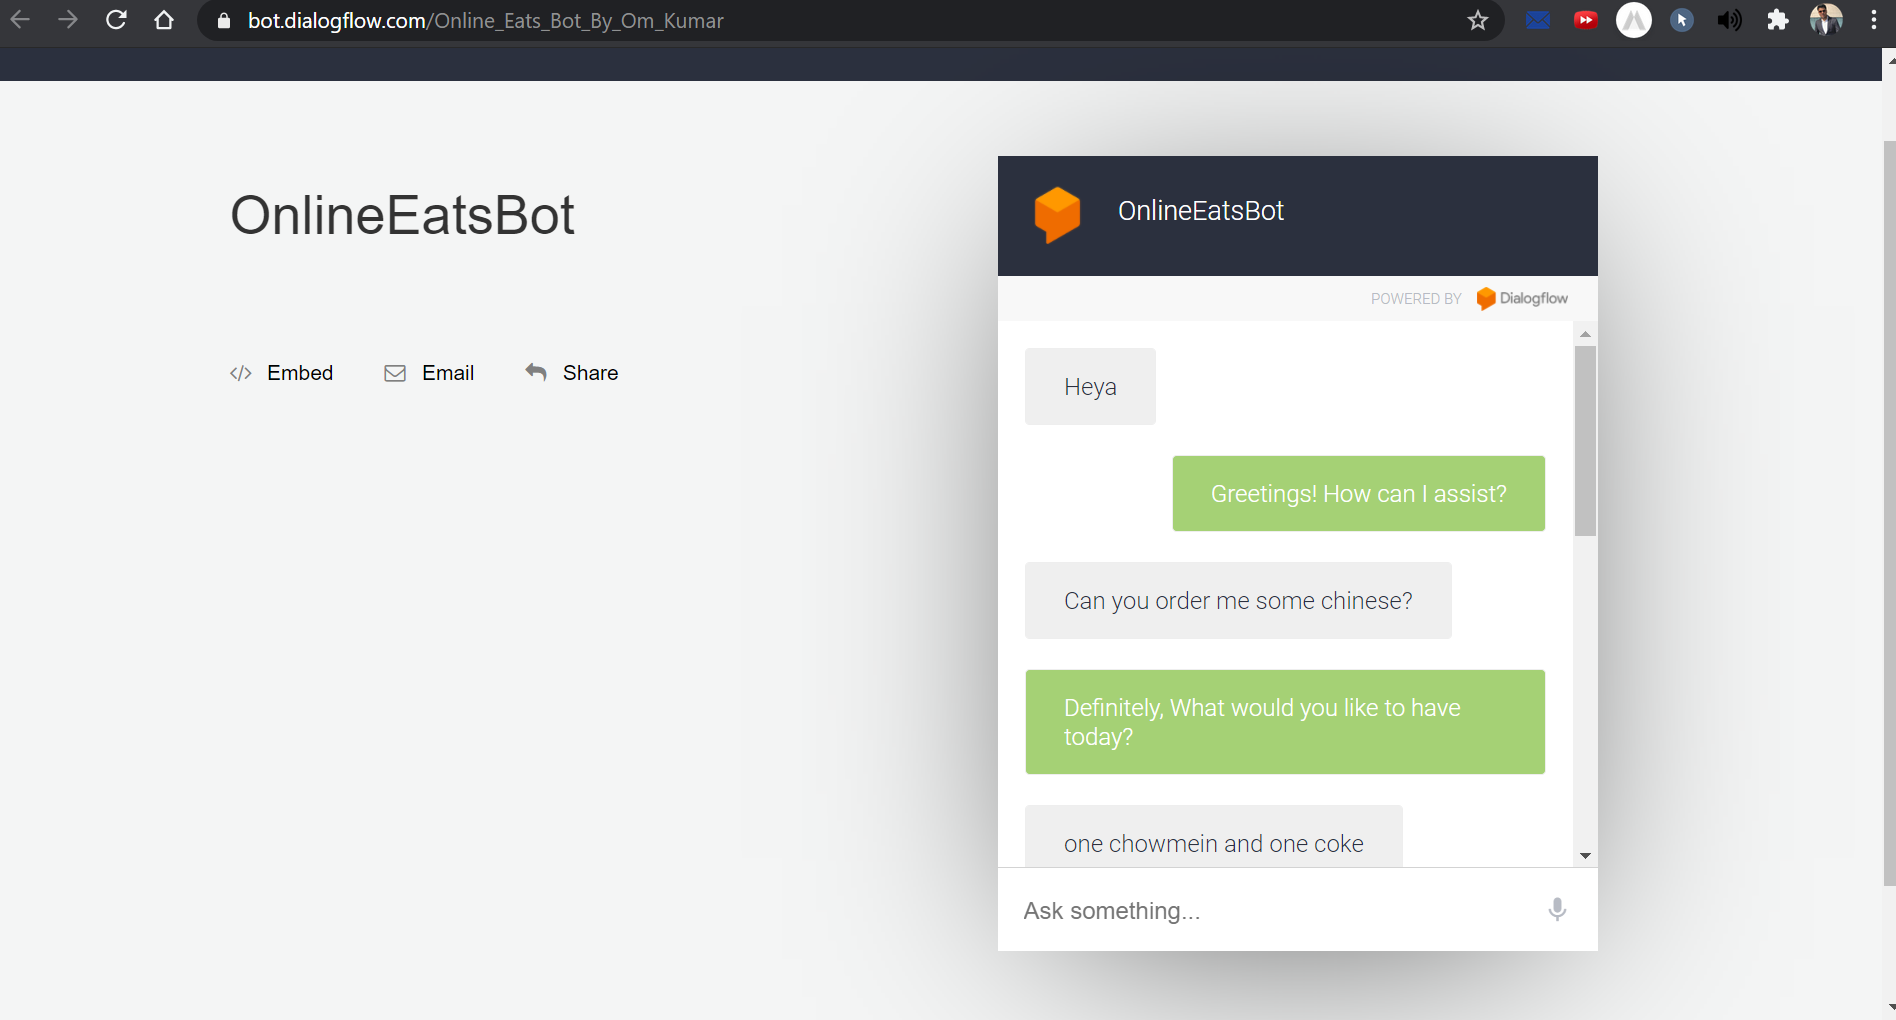 bot.dialogflow.com/Online_Eats_Bot_By_Om_Kumar
OnlineEatsBot
Embed
Email
Share
OnlineEatsBot
POWERED BY Dialogflow
Heya
Greetings! How can I assist?
Can you order me some chinese?
Definitely, What would you like to have
today?
one chowmein and one coke
Ask something...